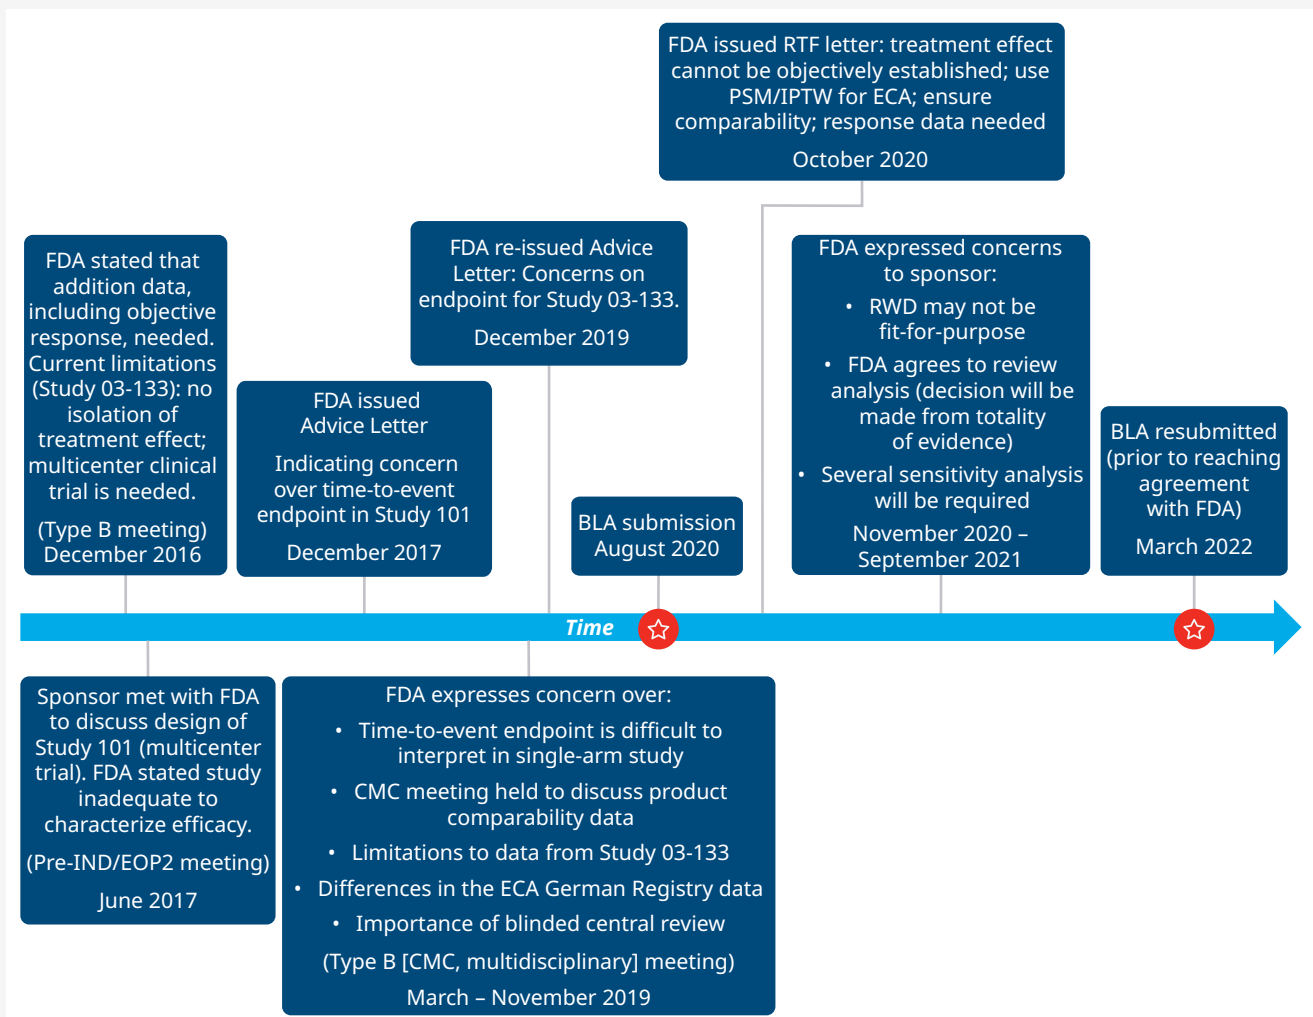 FDA issued RTF letter: treatment effect
cannot be objectively established; use
PSM/IPTW for ECA; ensure
comparability; response data needed
October 2020
FDA stated that
addition data,
including objective
response, needed.
Current limitations
(Study 03-133): no
isolation of
treatment effect;
multicenter clinical
trial is needed.
(Type B meeting)
December 2016
FDA issued
Advice Letter
Indicating concern
over time-to-event
endpoint in Study 101
December 2017
FDA re-issued Advice
Letter: Concerns on
endpoint for Study 03-133.
December 2019
BLA submission
August 2020
FDA expressed concerns
to sponsor:
• RWD may not be
fit-for-purpose
• FDA agrees to review
analysis (decision will be
made from totality
of evidence)
• Several sensitivity analysis
will be required
November 2020 –
September 2021
BLA resubmitted
(prior to reaching
agreement
with FDA)
March 2022
Time
Sponsor met with FDA
to discuss design of
Study 101 (multicenter
trial). FDA stated study
inadequate to
characterize efficacy.
(Pre-IND/EOP2 meeting)
June 2017
FDA expresses concern over:
• Time-to-event endpoint is difficult to
interpret in single-arm study
• CMC meeting held to discuss product
comparability data
• Limitations to data from Study 03-133
• Differences in the ECA German Registry data
• Importance of blinded central review
(Type B [CMC, multidisciplinary] meeting)
March – November 2019